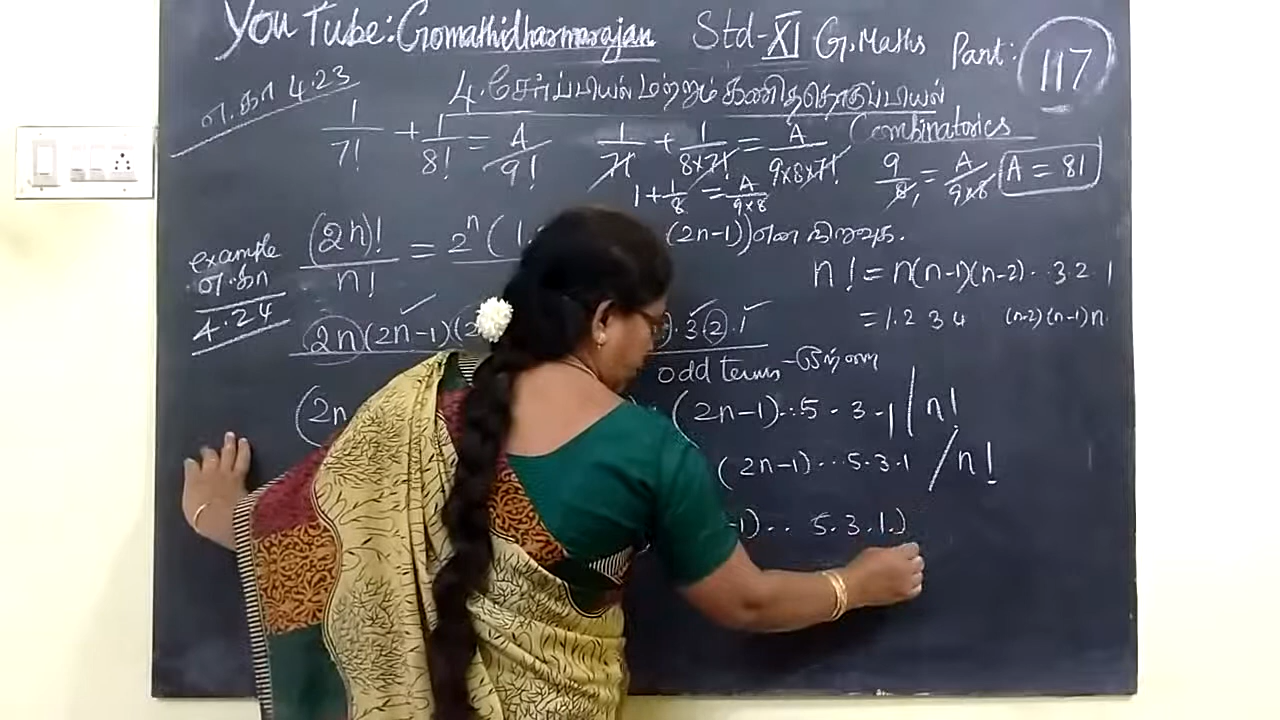 You Tube: Gomathidharmarajan Std-XI G.Maths Part: 117
எ.கா 4.23
4. சேர்ப்பியல் மற்றும் கணிதத்தொகுப்பியல்
1/7! + 1/8! = A/9! 1/7! + 1/(8×7!) = A/(9×8×7!) Combinatorics
1 + 1/8 = A/(9×8) 9/8 = A/(9×8) A = 81
example எ.கா 4.24
(2n)!/n! = 2ⁿ(1. (2n-1)) என நிறுவுக.
n! = n(n-1)(n-2)...3.2.1
= 1.2 3 4 (n-2)(n-1)n
2n(2n-1)(2 .3.2.1
odd terms - ஒற்றை
(2n (2n-1)...5.3.1 / n!
(2n-1)...5.3.1 / n!
-1)... 5.3.1.)